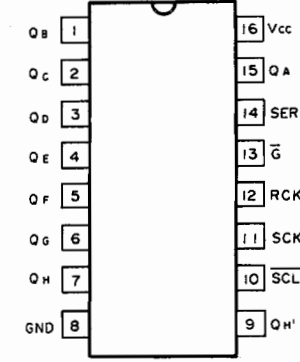 QB 1 16 Vcc
QC 2 15 QA
QD 3 14 SER
QE 4 13 G̅
QF 5 12 RCK
QG 6 11 SCK
QH 7 10 S̅C̅L̅
GND 8 9 QH'